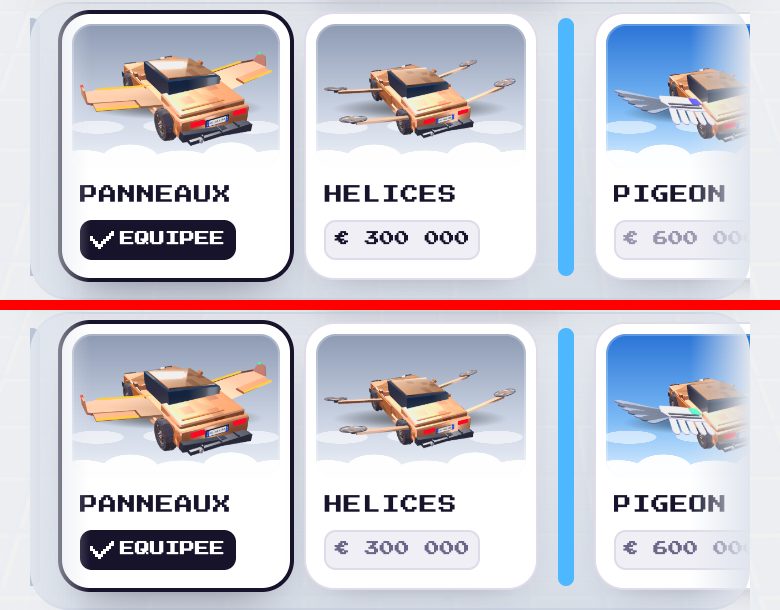 PANNEAUX
EQUIPEE
HELICES
€ 300 000
PIGEON
€ 600 00
PANNEAUX
EQUIPEE
HELICES
€ 300 000
PIGEON
€ 600 00